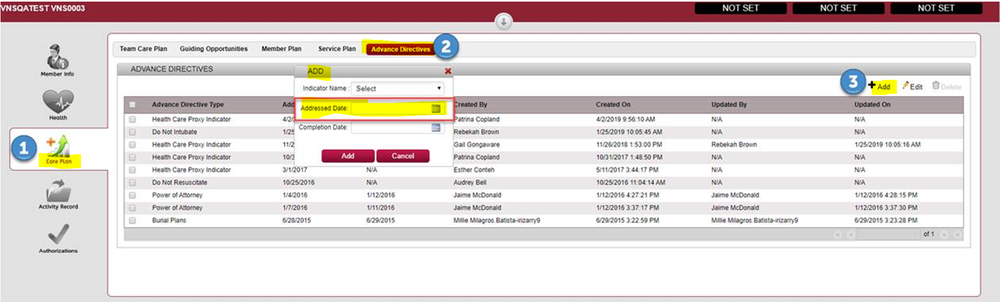 VNSQATEST VNS0003
NOT SET NOT SET NOT SET
Member Info
Health
1
Care Plan
Activity Record
Authorizations
Team Care Plan Guiding Opportunities Member Plan Service Plan Advance Directives 2
ADVANCE DIRECTIVES
3 Add Edit Delete
ADD
Indicator Name : Select
Addressed Date:
Completion Date:
Add Cancel
Advance Directive Type Add Created By Created On Updated By Updated On
Health Care Proxy Indicator 4/2/ Patrina Copland 4/2/2019 9:56:10 AM N/A N/A
Do Not Intubate 1/25 Rebekah Brown 1/25/2019 10:05:45 AM N/A N/A
Health Care Proxy Indicator 11/2 Gail Gongaware 11/26/2018 1:53:00 PM Rebekah Brown 1/25/2019 10:05:16 AM
Health Care Proxy Indicator 10/3 Patrina Copland 10/31/2017 1:48:50 PM N/A N/A
Health Care Proxy Indicator 3/1/2017 N/A Esther Conteh 5/11/2017 3:44:17 PM N/A N/A
Do Not Resuscitate 10/25/2016 N/A Audrey Bell 10/25/2016 11:04:14 AM N/A N/A
Power of Attorney 1/4/2016 1/12/2016 Jaime McDonald 1/12/2016 4:27:21 PM Jaime McDonald 1/12/2016 4:28:15 PM
Power of Attorney 1/7/2016 1/11/2016 Jaime McDonald 1/12/2016 3:37:17 PM Jaime McDonald 1/12/2016 3:37:30 PM
Burial Plans 6/28/2015 6/29/2015 Millie Milagros.Batista-irizarry9 6/29/2015 3:22:59 PM Millie Milagros.Batista-irizarry9 6/29/2015 3:23:28 PM
of 1